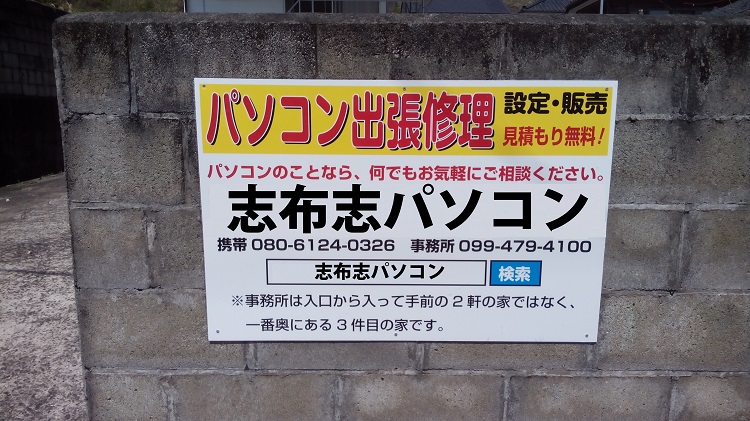 パソコン出張修理 設定・販売
見積もり無料!
パソコンのことなら、何でもお気軽にご相談ください。
志布志パソコン
携帯 080-6124-0326 事務所 099-479-4100
志布志パソコン 検索
※事務所は入口から入って手前の2軒の家ではなく、
一番奥にある3件目の家です。